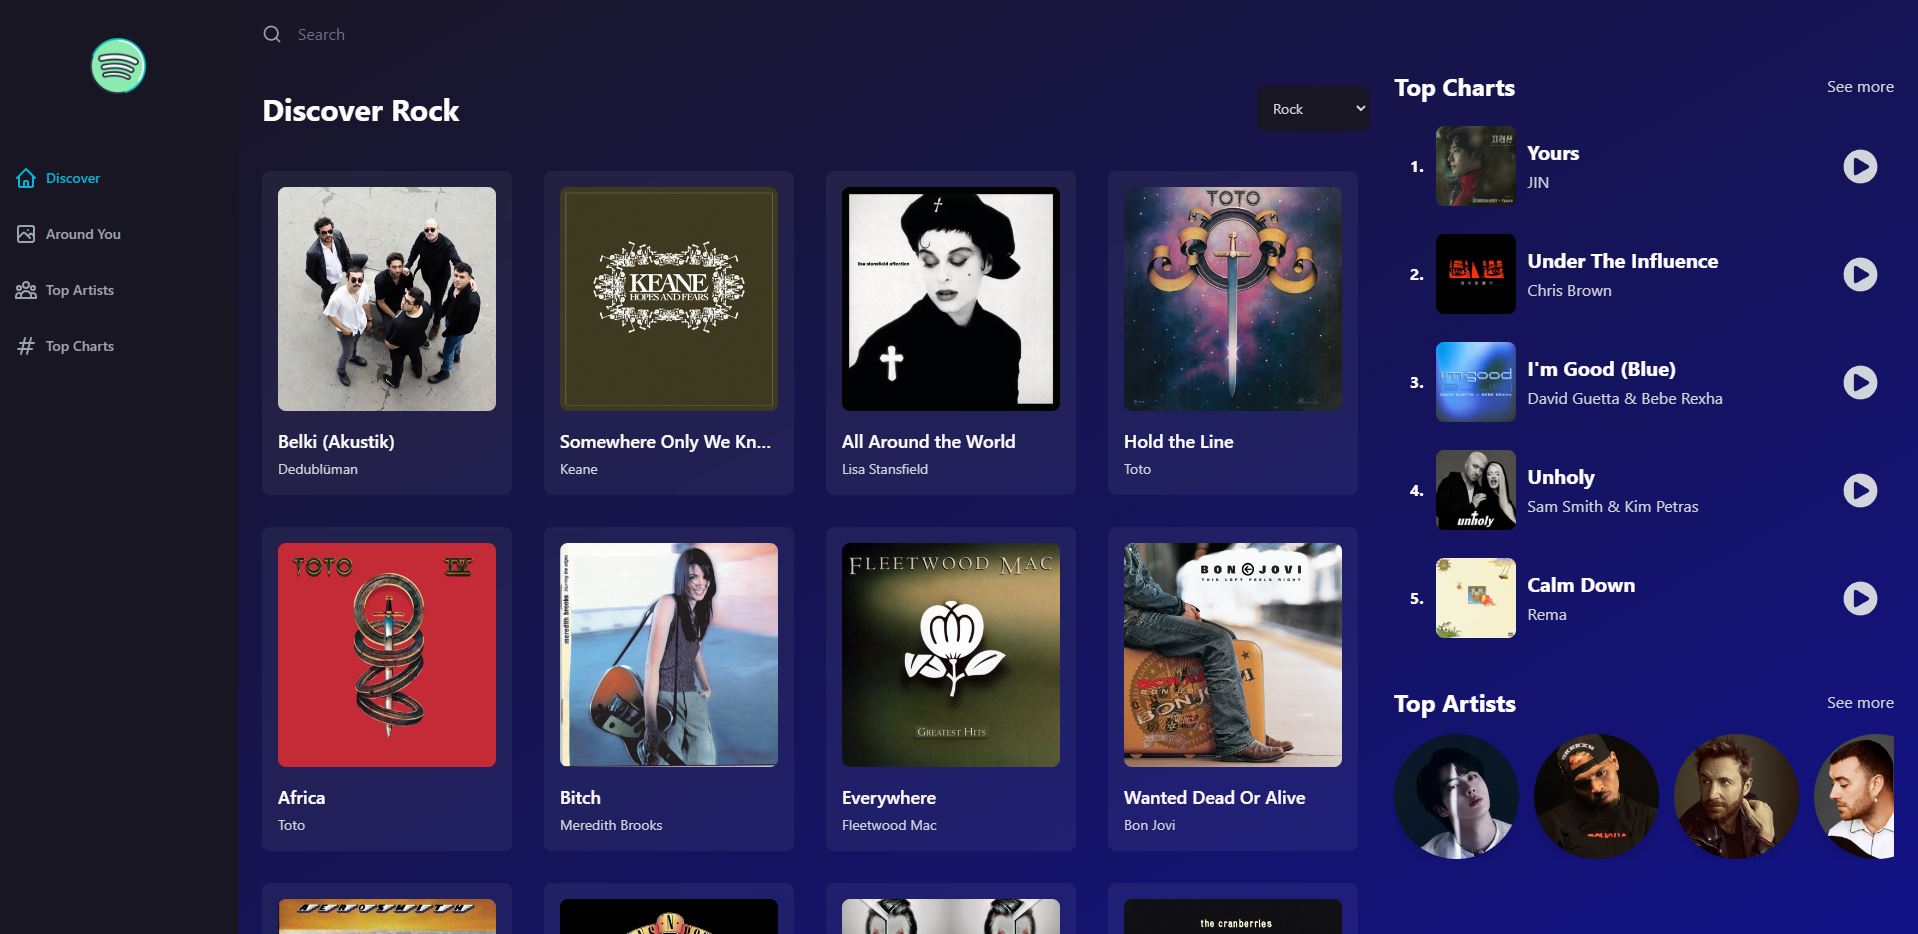 Search
Discover
Around You
Top Artists
Top Charts
Discover Rock
Rock
Belki (Akustik)
Dedublüman
KEANE
HOPES AND FEARS
Somewhere Only We Kn...
Keane
lisa stansfield affection
All Around the World
Lisa Stansfield
TOTO
Hold the Line
Toto
TOTO IV
Africa
Toto
meredith brooks
Bitch
Meredith Brooks
FLEETWOOD MAC
GREATEST HITS
Everywhere
Fleetwood Mac
BON JOVI
THIS LEFT FEELS RIGHT
BON JOVI
Wanted Dead Or Alive
Bon Jovi
AEROSMITH
the cranberries
Top Charts
See more
1.
Yours
JIN
2.
Under The Influence
Chris Brown
3.
I'm good
I'm Good (Blue)
David Guetta & Bebe Rexha
4.
unholy
Unholy
Sam Smith & Kim Petras
5.
Calm Down
Rema
Top Artists
See more